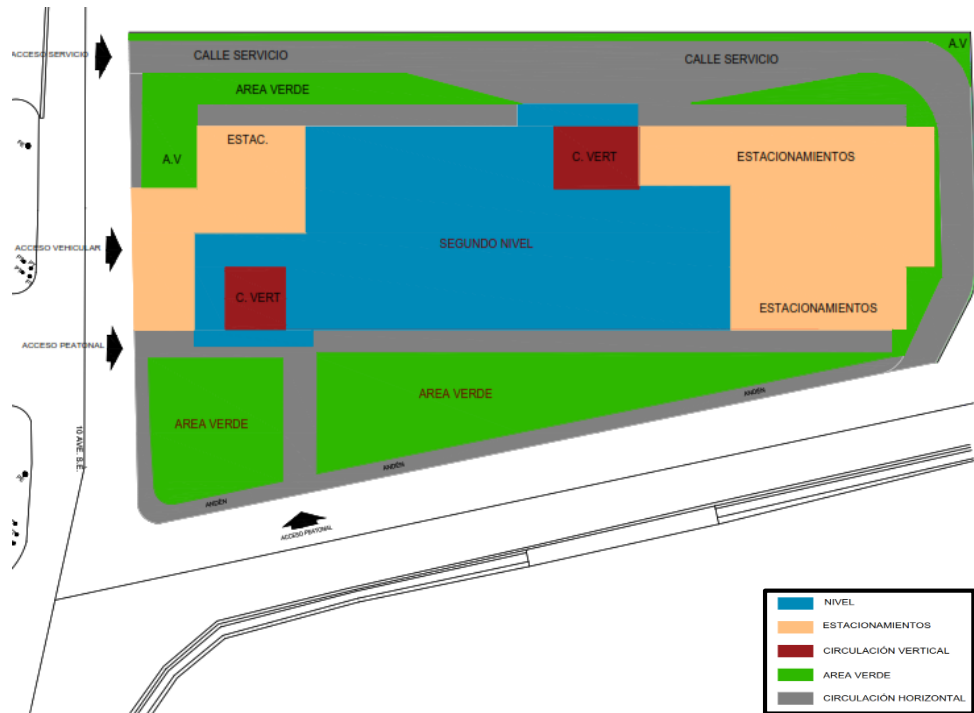 ACCESO SERVICIO
CALLE SERVICIO
CALLE SERVICIO
A.V
AREA VERDE
ESTAC.
A.V
C. VERT
ESTACIONAMIENTOS
ACCESO VEHICULAR
SEGUNDO NIVEL
C. VERT
ESTACIONAMIENTOS
ACCESO PEATONAL
AREA VERDE
AREA VERDE
ANDÉN
10 AVE. S.E.
ANDÉN
ANDÉN
ACCESO PEATONAL
NIVEL
ESTACIONAMIENTOS
CIRCULACIÓN VERTICAL
AREA VERDE
CIRCULACIÓN HORIZONTAL